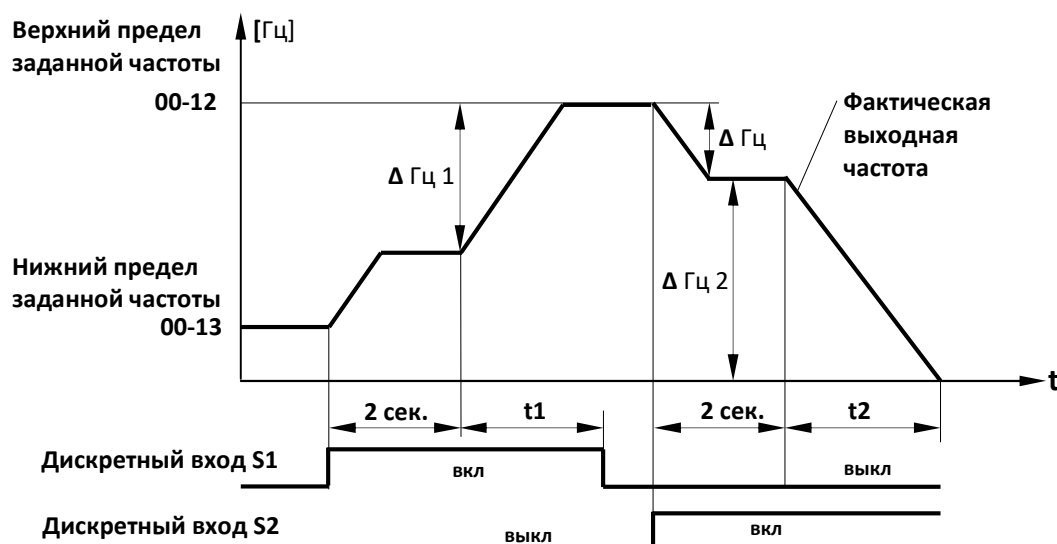 Верхний предел
заданной частоты
00-12
[Гц]
Δ Гц
Фактическая
выходная
частота
Δ Гц 1
Δ Гц 2
Нижний предел
заданной частоты
00-13
t
2 сек.
t1
2 сек.
t2
Дискретный вход S1
вкл
выкл
Дискретный вход S2
выкл
вкл